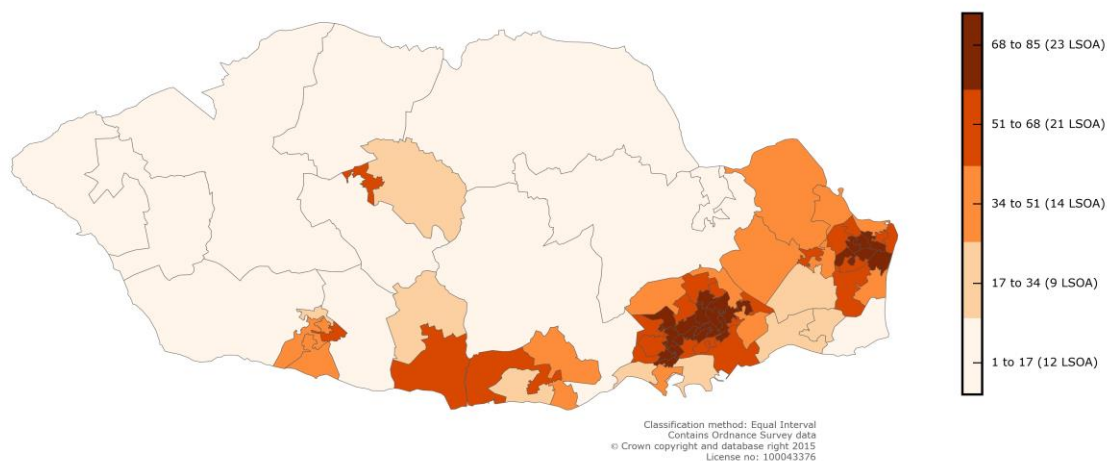 68 to 85 (23 LSOA)
51 to 68 (21 LSOA)
34 to 51 (14 LSOA)
17 to 34 (9 LSOA)
1 to 17 (12 LSOA)
Classification method: Equal Interval
Contains Ordnance Survey data
© Crown copyright and database right 2015
License no: 100043376